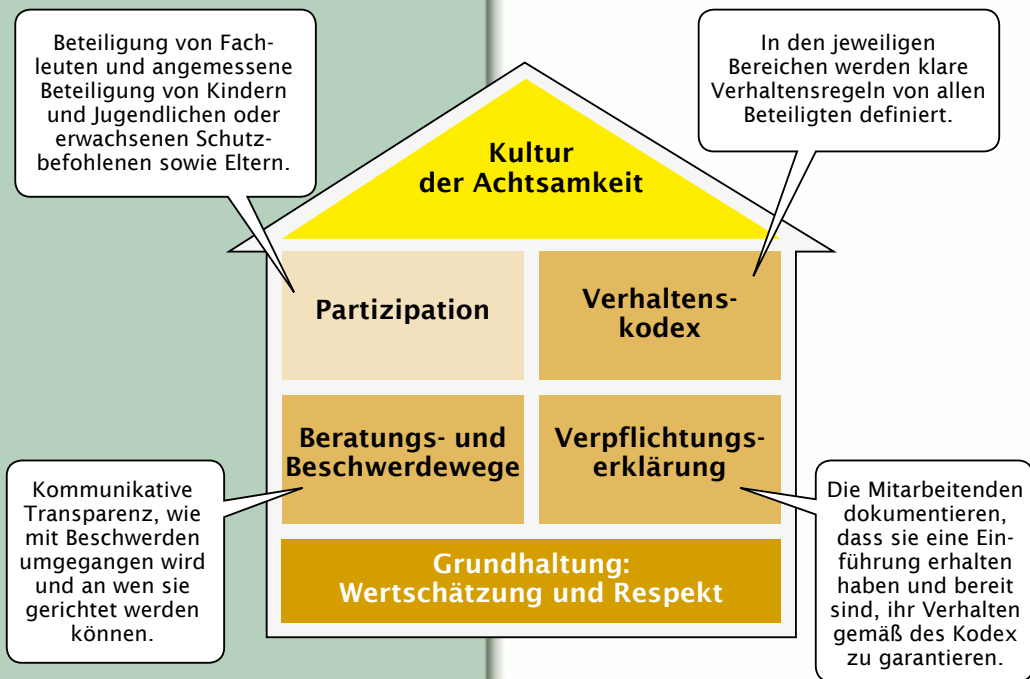 Beteiligung von Fach-
leuten und angemessene
Beteiligung von Kindern
und Jugendlichen oder
erwachsenen Schutz-
befohlenen sowie Eltern.
In den jeweiligen
Bereichen werden klare
Verhaltensregeln von allen
Beteiligten definiert.
Kultur
der Achtsamkeit
Partizipation
Verhaltens-
kodex
Beratungs- und
Beschwerdewege
Verpflichtungs-
erklärung
Kommunikative
Transparenz, wie
mit Beschwerden
umgegangen wird
und an wen sie
gerichtet werden
können.
Die Mitarbeitenden
dokumentieren,
dass sie eine Ein-
führung erhalten
haben und bereit
sind, ihr Verhalten
gemäß des Kodex
zu garantieren.
Grundhaltung:
Wertschätzung und Respekt